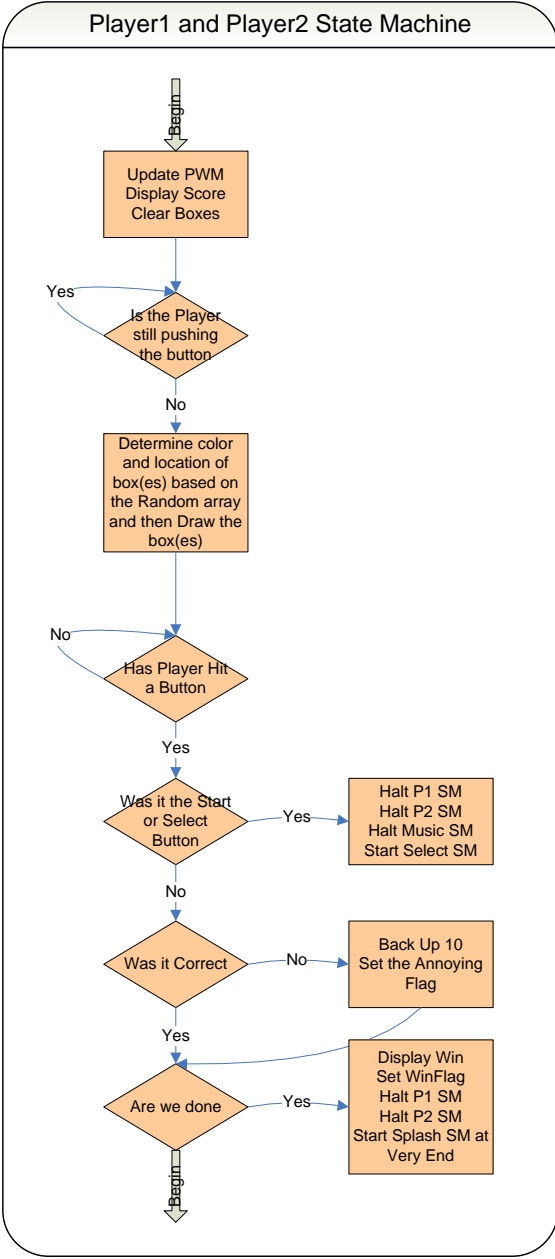 Player1 and Player2 State Machine
Begin
Update PWM
Display Score
Clear Boxes
Yes
Is the Player
still pushing
the button
No
Determine color
and location of
box(es) based on
the Random array
and then Draw the
box(es)
No
Has Player Hit
a Button
Yes
Was it the Start
or Select
Button
Yes
Halt P1 SM
Halt P2 SM
Halt Music SM
Start Select SM
No
Was it Correct
No
Back Up 10
Set the Annoying
Flag
Yes
Are we done
Yes
Display Win
Set WinFlag
Halt P1 SM
Halt P2 SM
Start Splash SM at
Very End
Begin